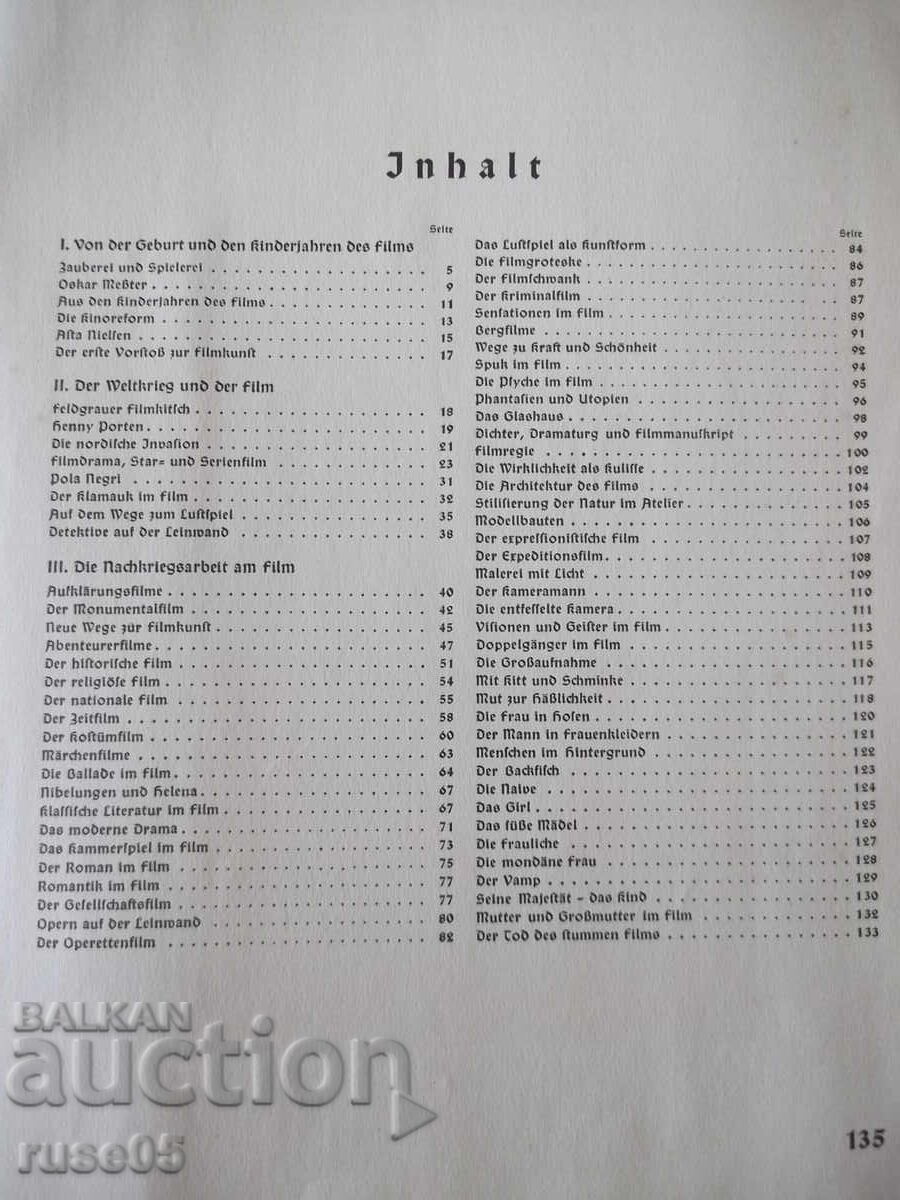 Inhalt
Seite
I. Von der Geburt und den Kinderjahren des Films
Zauberei und Spielerei . . . . . 5
Oskar Meßter . . . . . 9
Aus den Kinderjahren des Films . . . . . 11
Die Kinoreform . . . . . 13
Asta Nielsen . . . . . 15
Der erste Vorstoß zur Filmkunst . . . . . 17
II. Der Weltkrieg und der Film
Feldgrauer Filmkitsch . . . . . 18
Henny Porten . . . . . 19
Die nordische Invasion . . . . . 21
Filmdrama, Star= und Serienfilm . . . . . 23
Pola Negri . . . . . 31
Der Klamauk im Film . . . . . 32
Auf dem Wege zum Lustspiel . . . . . 35
Detektive auf der Leinwand . . . . . 38
III. Die Nachkriegsarbeit am Film
Aufklärungsfilme . . . . . 40
Der Monumentalfilm . . . . . 42
Neue Wege zur Filmkunst . . . . . 45
Abenteurerfilme . . . . . 47
Der historische Film . . . . . 51
Der religiöse Film . . . . . 54
Der nationale Film . . . . . 55
Der Zeitfilm . . . . . 58
Der Kostümfilm . . . . . 60
Märchenfilme . . . . . 63
Die Ballade im Film . . . . . 64
Nibelungen und Helena . . . . . 67
Klassische Literatur im Film . . . . . 67
Das moderne Drama . . . . . 71
Das Kammerspiel im Film . . . . . 73
Der Roman im Film . . . . . 75
Romantik im Film . . . . . 77
Der Gesellschaftsfilm . . . . . 77
Opern auf der Leinwand . . . . . 80
Der Operettenfilm . . . . . 82
Seite
Das Lustspiel als Kunstform . . . . . 84
Die Filmgroteske . . . . . 86
Der Filmschwank . . . . . 87
Der Kriminalfilm . . . . . 87
Sensationen im Film . . . . . 89
Bergfilme . . . . . 91
Wege zu Kraft und Schönheit . . . . . 92
Spuk im Film . . . . . 94
Die Psyche im Film . . . . . 95
Phantasien und Utopien . . . . . 96
Das Glashaus . . . . . 98
Dichter, Dramaturg und Filmmanuskript . . . . . 99
Filmregie . . . . . 100
Die Wirklichkeit als Kulisse . . . . . 102
Die Architektur des Films . . . . . 104
Stilisierung der Natur im Atelier . . . . . 105
Modellbauten . . . . . 106
Der expressionistische Film . . . . . 107
Der Expeditionsfilm . . . . . 108
Malerei mit Licht . . . . . 109
Der Kameramann . . . . . 110
Die entfesselte Kamera . . . . . 111
Visionen und Geister im Film . . . . . 113
Doppelgänger im Film . . . . . 115
Die Großaufnahme . . . . . 116
Mit Kitt und Schminke . . . . . 117
Mut zur Häßlichkeit . . . . . 118
Die Frau in Hosen . . . . . 120
Der Mann in Frauenkleidern . . . . . 121
Menschen im Hintergrund . . . . . 122
Der Backfisch . . . . . 123
Die Naive . . . . . 124
Das Girl . . . . . 125
Das süße Mädel . . . . . 126
Die Frauliche . . . . . 127
Die mondäne Frau . . . . . 128
Der Vamp . . . . . 129
Seine Majestät – das Kind . . . . . 130
Mutter und Großmutter im Film . . . . . 132
Der Tod des stummen Films . . . . . 133
BALKAN
auction
ruse05
135